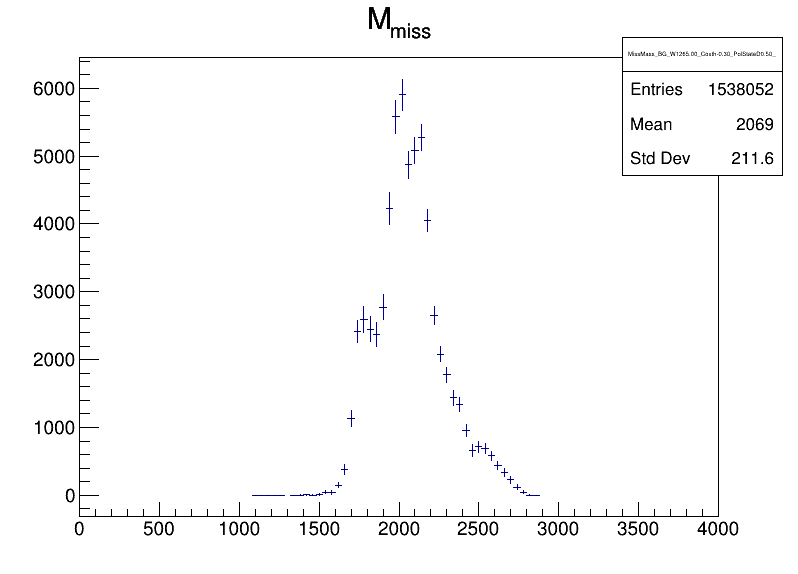 M_miss
MissMass_BG_W1265.00_Costh-0.30_PolStateD0.50_
Entries 1538052
Mean 2069
Std Dev 211.6
6000
5000
4000
3000
2000
1000
0
0 500 1000 1500 2000 2500 3000 3500 4000